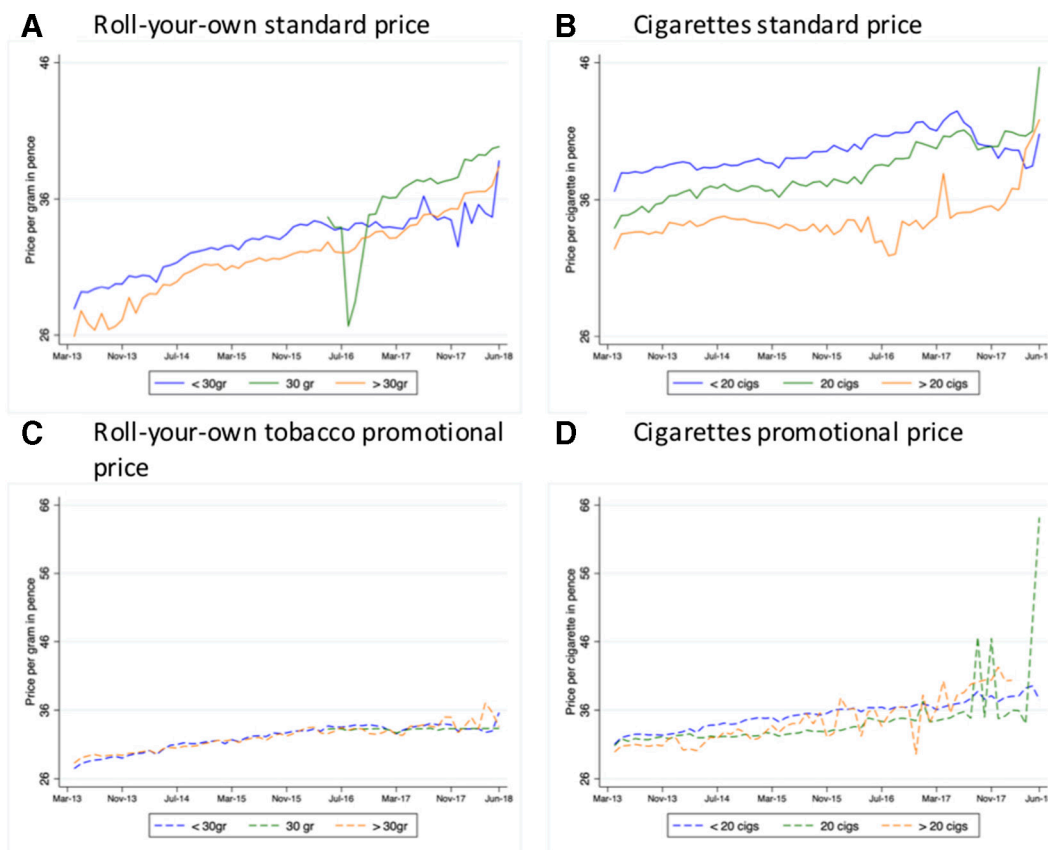 A Roll-your-own standard price
46
36
26
Price per gram in pence
Mar-13 Nov-13 Jul-14 Mar-15 Nov-15 Jul-16 Mar-17 Nov-17 Jun-18
< 30gr 30 gr > 30gr
B Cigarettes standard price
46
36
26
Price per cigarette in pence
Mar-13 Nov-13 Jul-14 Mar-15 Nov-15 Jul-16 Mar-17 Nov-17 Jun-1
< 20 cigs 20 cigs > 20 cigs
C Roll-your-own tobacco promotional
price
66
56
46
36
26
Price per gram in pence
Mar-13 Nov-13 Jul-14 Mar-15 Nov-15 Jul-16 Mar-17 Nov-17 Jun-18
< 30gr 30 gr > 30gr
D Cigarettes promotional price
66
56
46
36
26
Price per cigarette in pence
Mar-13 Nov-13 Jul-14 Mar-15 Nov-15 Jul-16 Mar-17 Nov-17 Jun-1
< 20 cigs 20 cigs > 20 cigs